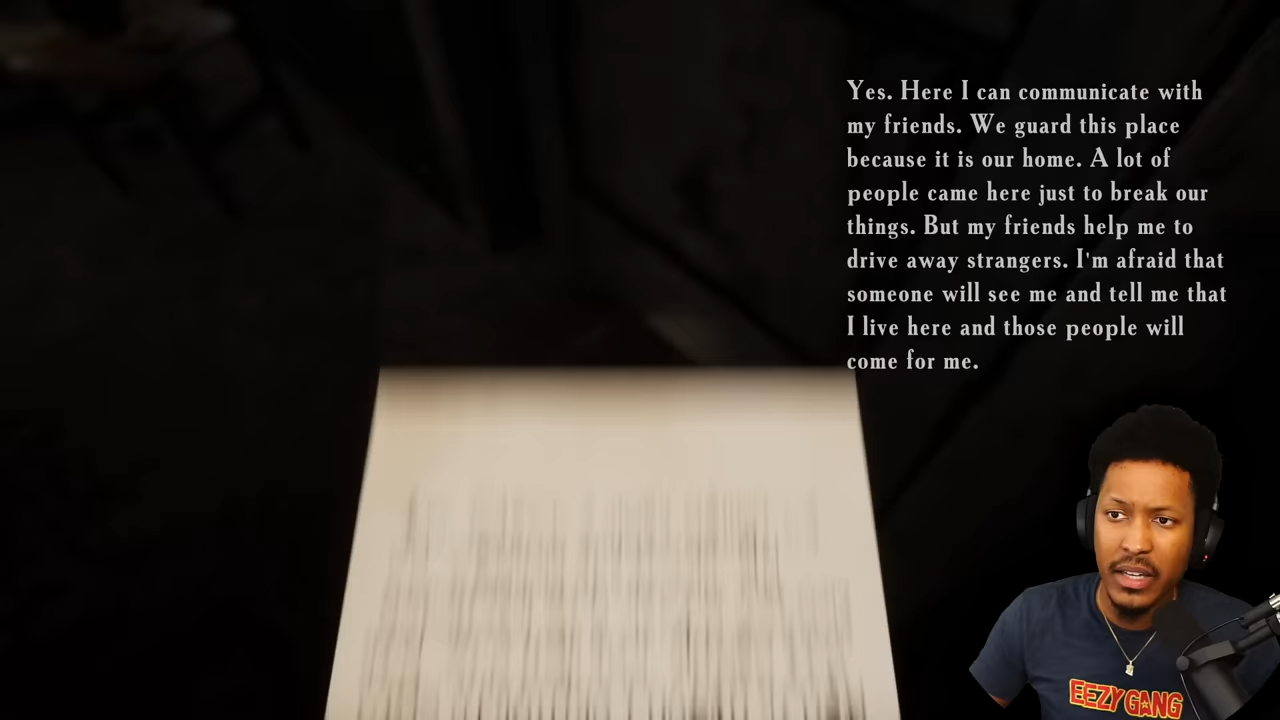 Yes. Here I can communicate with
my friends. We guard this place
because it is our home. A lot of
people came here just to break our
things. But my friends help me to
drive away strangers. I'm afraid that
someone will see me and tell me that
I live here and those people will
come for me.
EEZY GANG